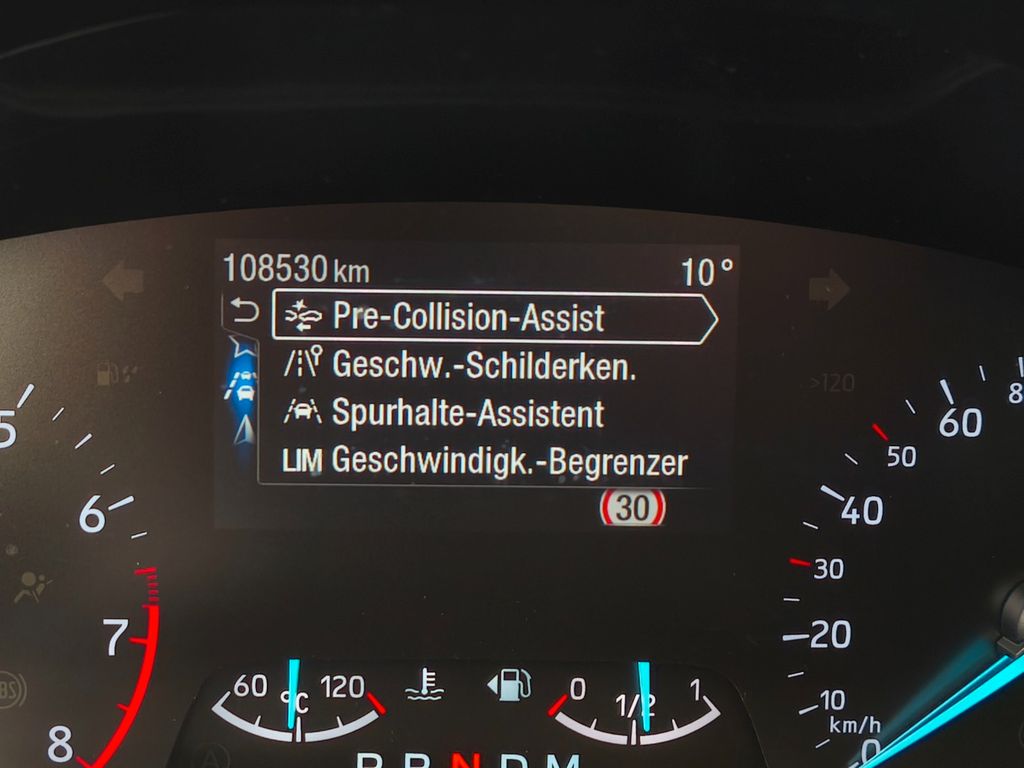 108530 km 10°
Pre-Collision-Assist
Geschw.-Schilderken.
Spurhalte-Assistent
LIM Geschwindigk.-Begrenzer
30
5
6
7
8
60 °C 120
0 1/2 1
P R N D M
>120
8
60
50
40
30
20
10
km/h
0